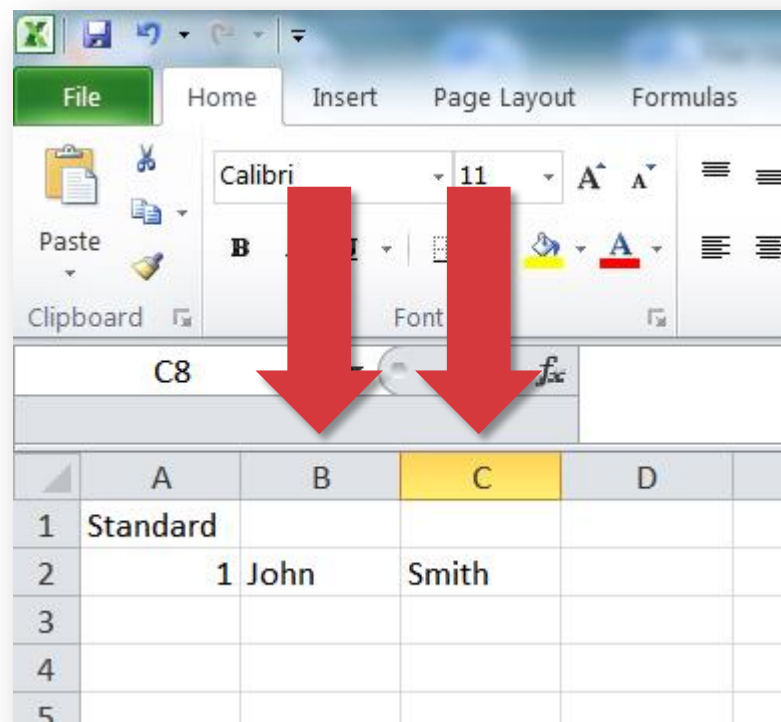 File Home Insert Page Layout Formulas
Calibri 11 A A
Paste B A
Clipboard Font
C8 fx
A B C D
1 Standard
2 1 John Smith
3
4
5